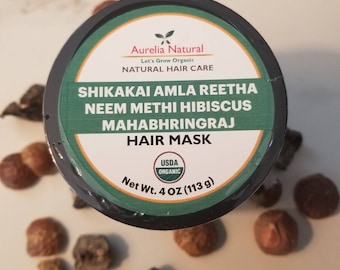 Aurelia Natural
Let's Grow Organic
NATURAL HAIR CARE
SHIKAKAI AMLA REETHA
NEEM METHI HIBISCUS
MAHABHRINGRAJ
HAIR MASK
USDA
ORGANIC
Net Wt. 4 OZ (113 g)